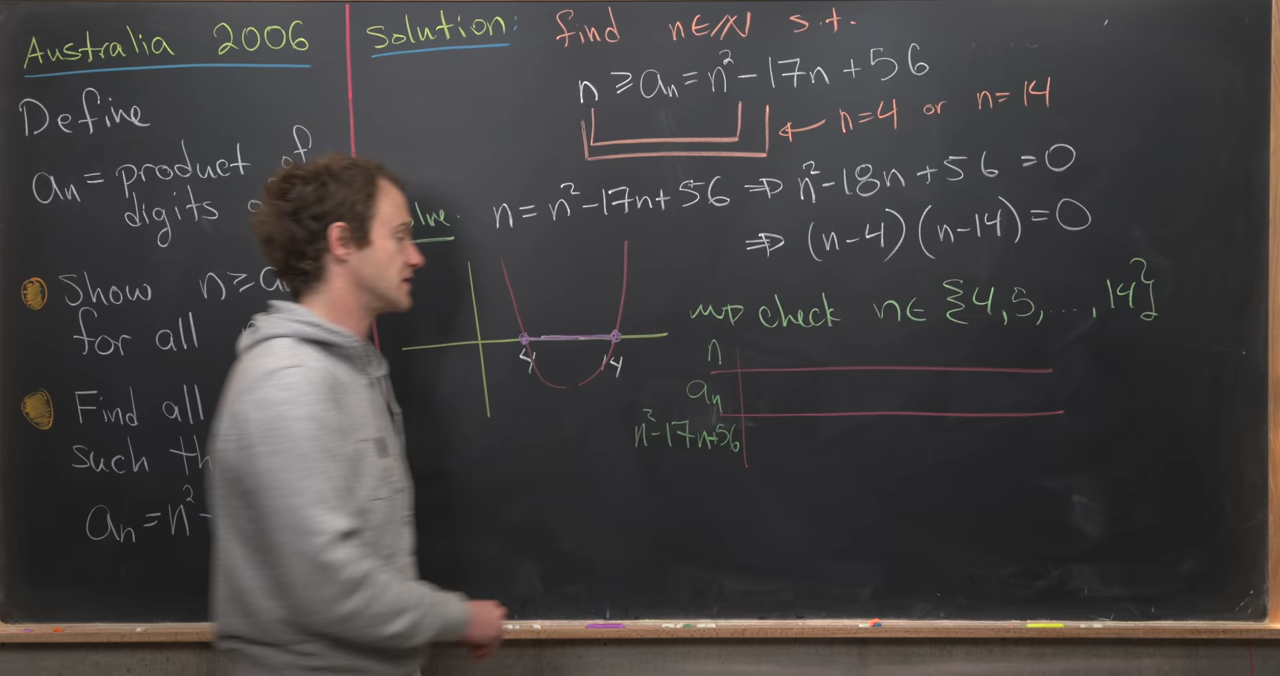 Australia 2006
Define
aₙ = product of
digits
Show n ≥ a
for all
Find all
such th
aₙ = n² -
Solution: find n∈ℕ s.t.
n ≥ aₙ = n² - 17n + 56
n=4 or n=14
lve: n = n² - 17n + 56 ⇒ n² - 18n + 56 = 0
⇒ (n-4)(n-14) = 0
4 14
check n∈ {4,5,...,14}
n
aₙ
n²-17n+56